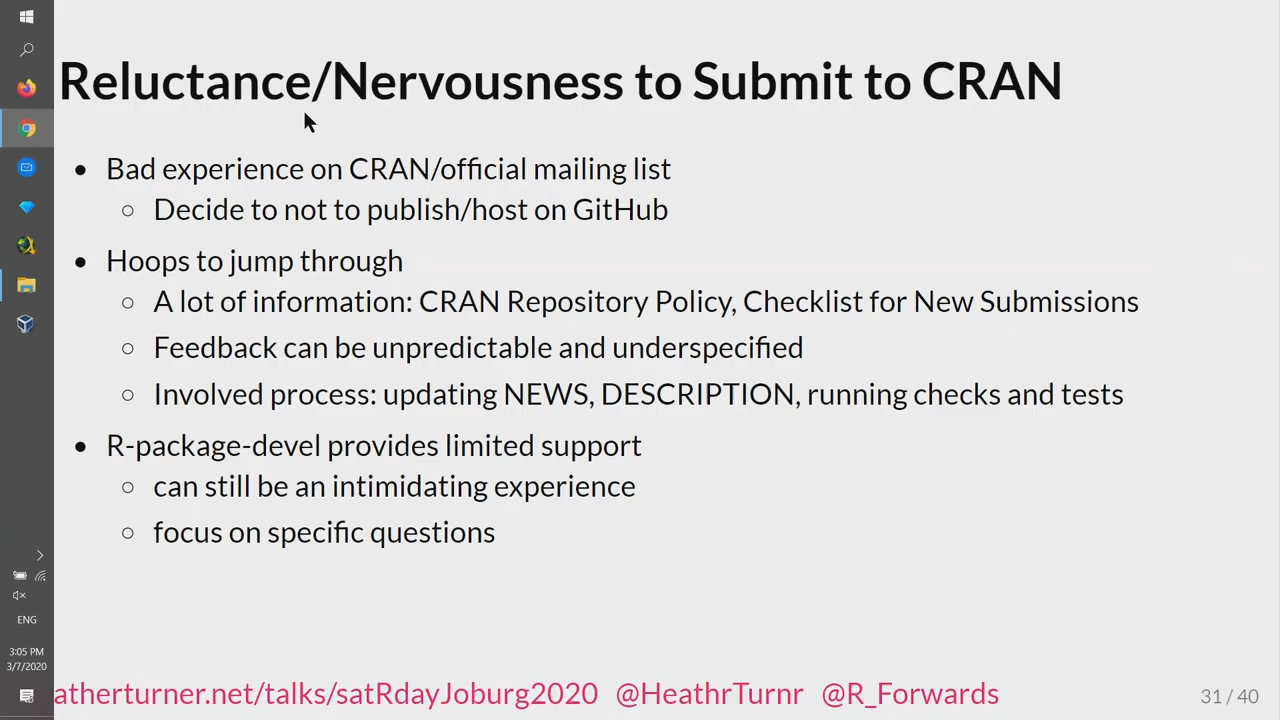 Reluctance/Nervousness to Submit to CRAN
• Bad experience on CRAN/official mailing list
○ Decide to not to publish/host on GitHub
• Hoops to jump through
○ A lot of information: CRAN Repository Policy, Checklist for New Submissions
○ Feedback can be unpredictable and underspecified
○ Involved process: updating NEWS, DESCRIPTION, running checks and tests
• R-package-devel provides limited support
○ can still be an intimidating experience
○ focus on specific questions
ENG
3:05 PM
3/7/2020
atherturner.net/talks/satRdayJoburg2020 @HeathrTurnr @R_Forwards
31 / 40